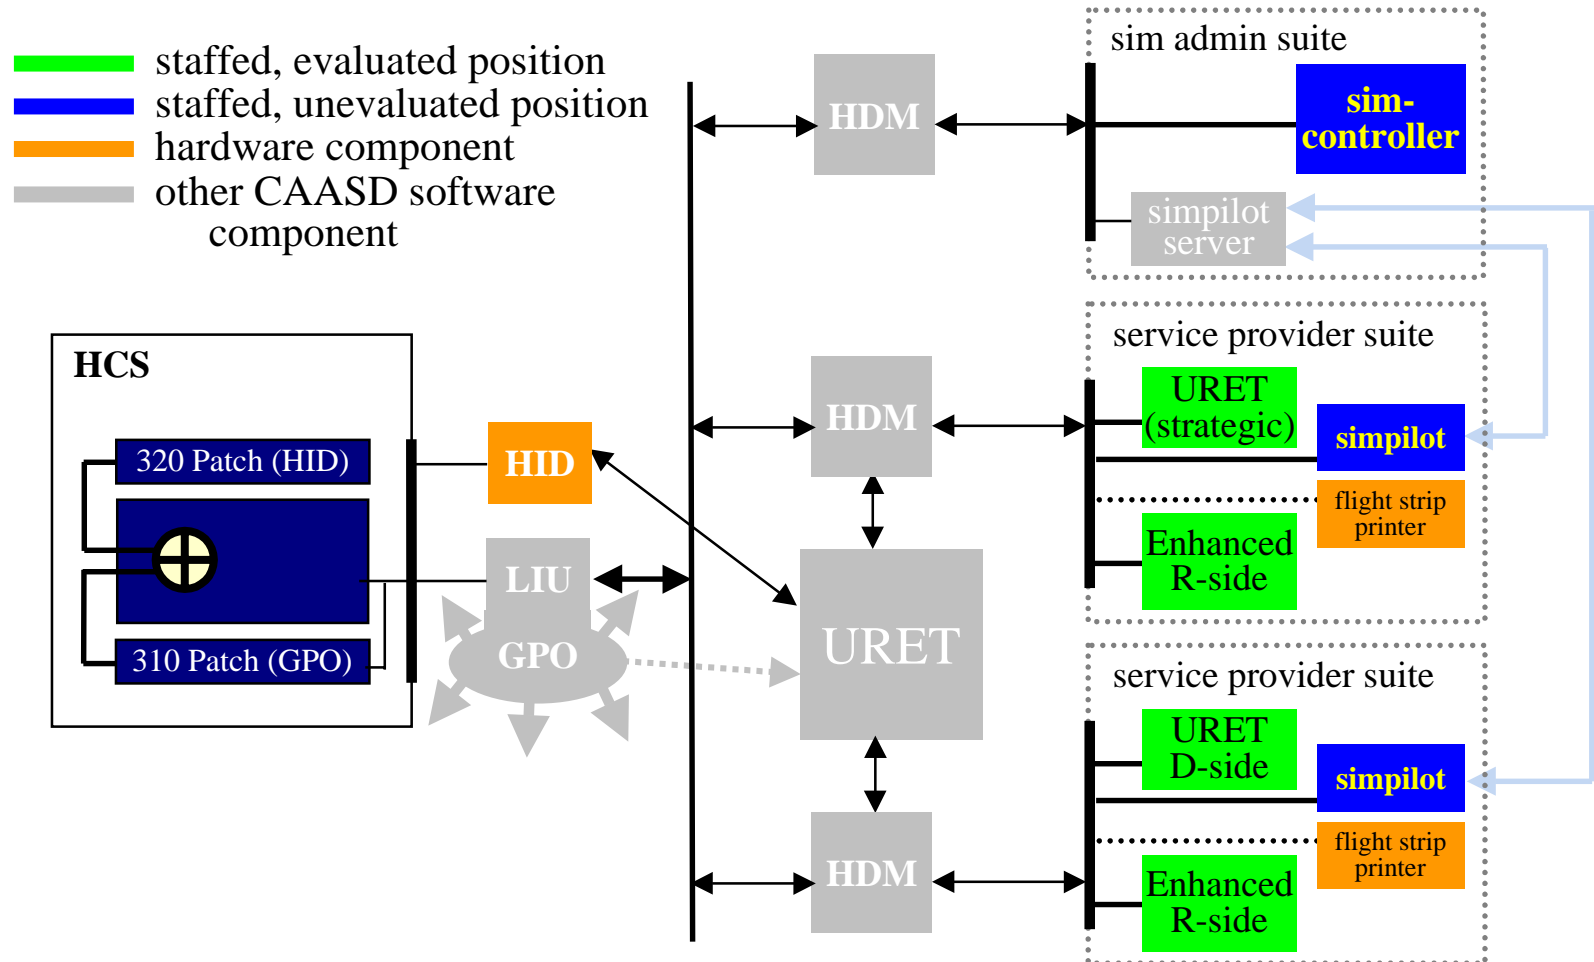 staffed, evaluated position
staffed, unevaluated position
hardware component
other CAASD software
component
sim admin suite
HDM
sim-
controller
simpilot
server
HCS
320 Patch (HID)
310 Patch (GPO)
HID
LIU
GPO
HDM
URET
HDM
service provider suite
URET
(strategic)
simpilot
flight strip
printer
Enhanced
R-side
service provider suite
URET
D-side
simpilot
flight strip
printer
Enhanced
R-side